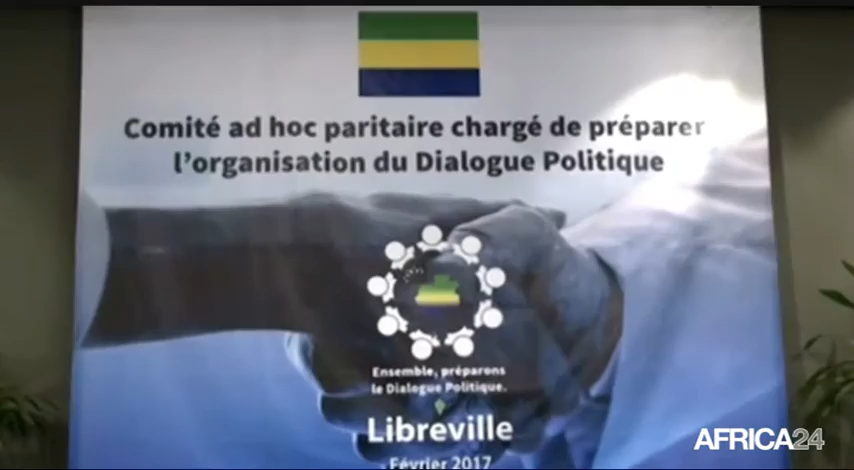 Comité ad hoc paritaire chargé de préparer
l'organisation du Dialogue Politique
Ensemble, préparons
le Dialogue Politique.
Libreville
Février 2017
AFRICA24